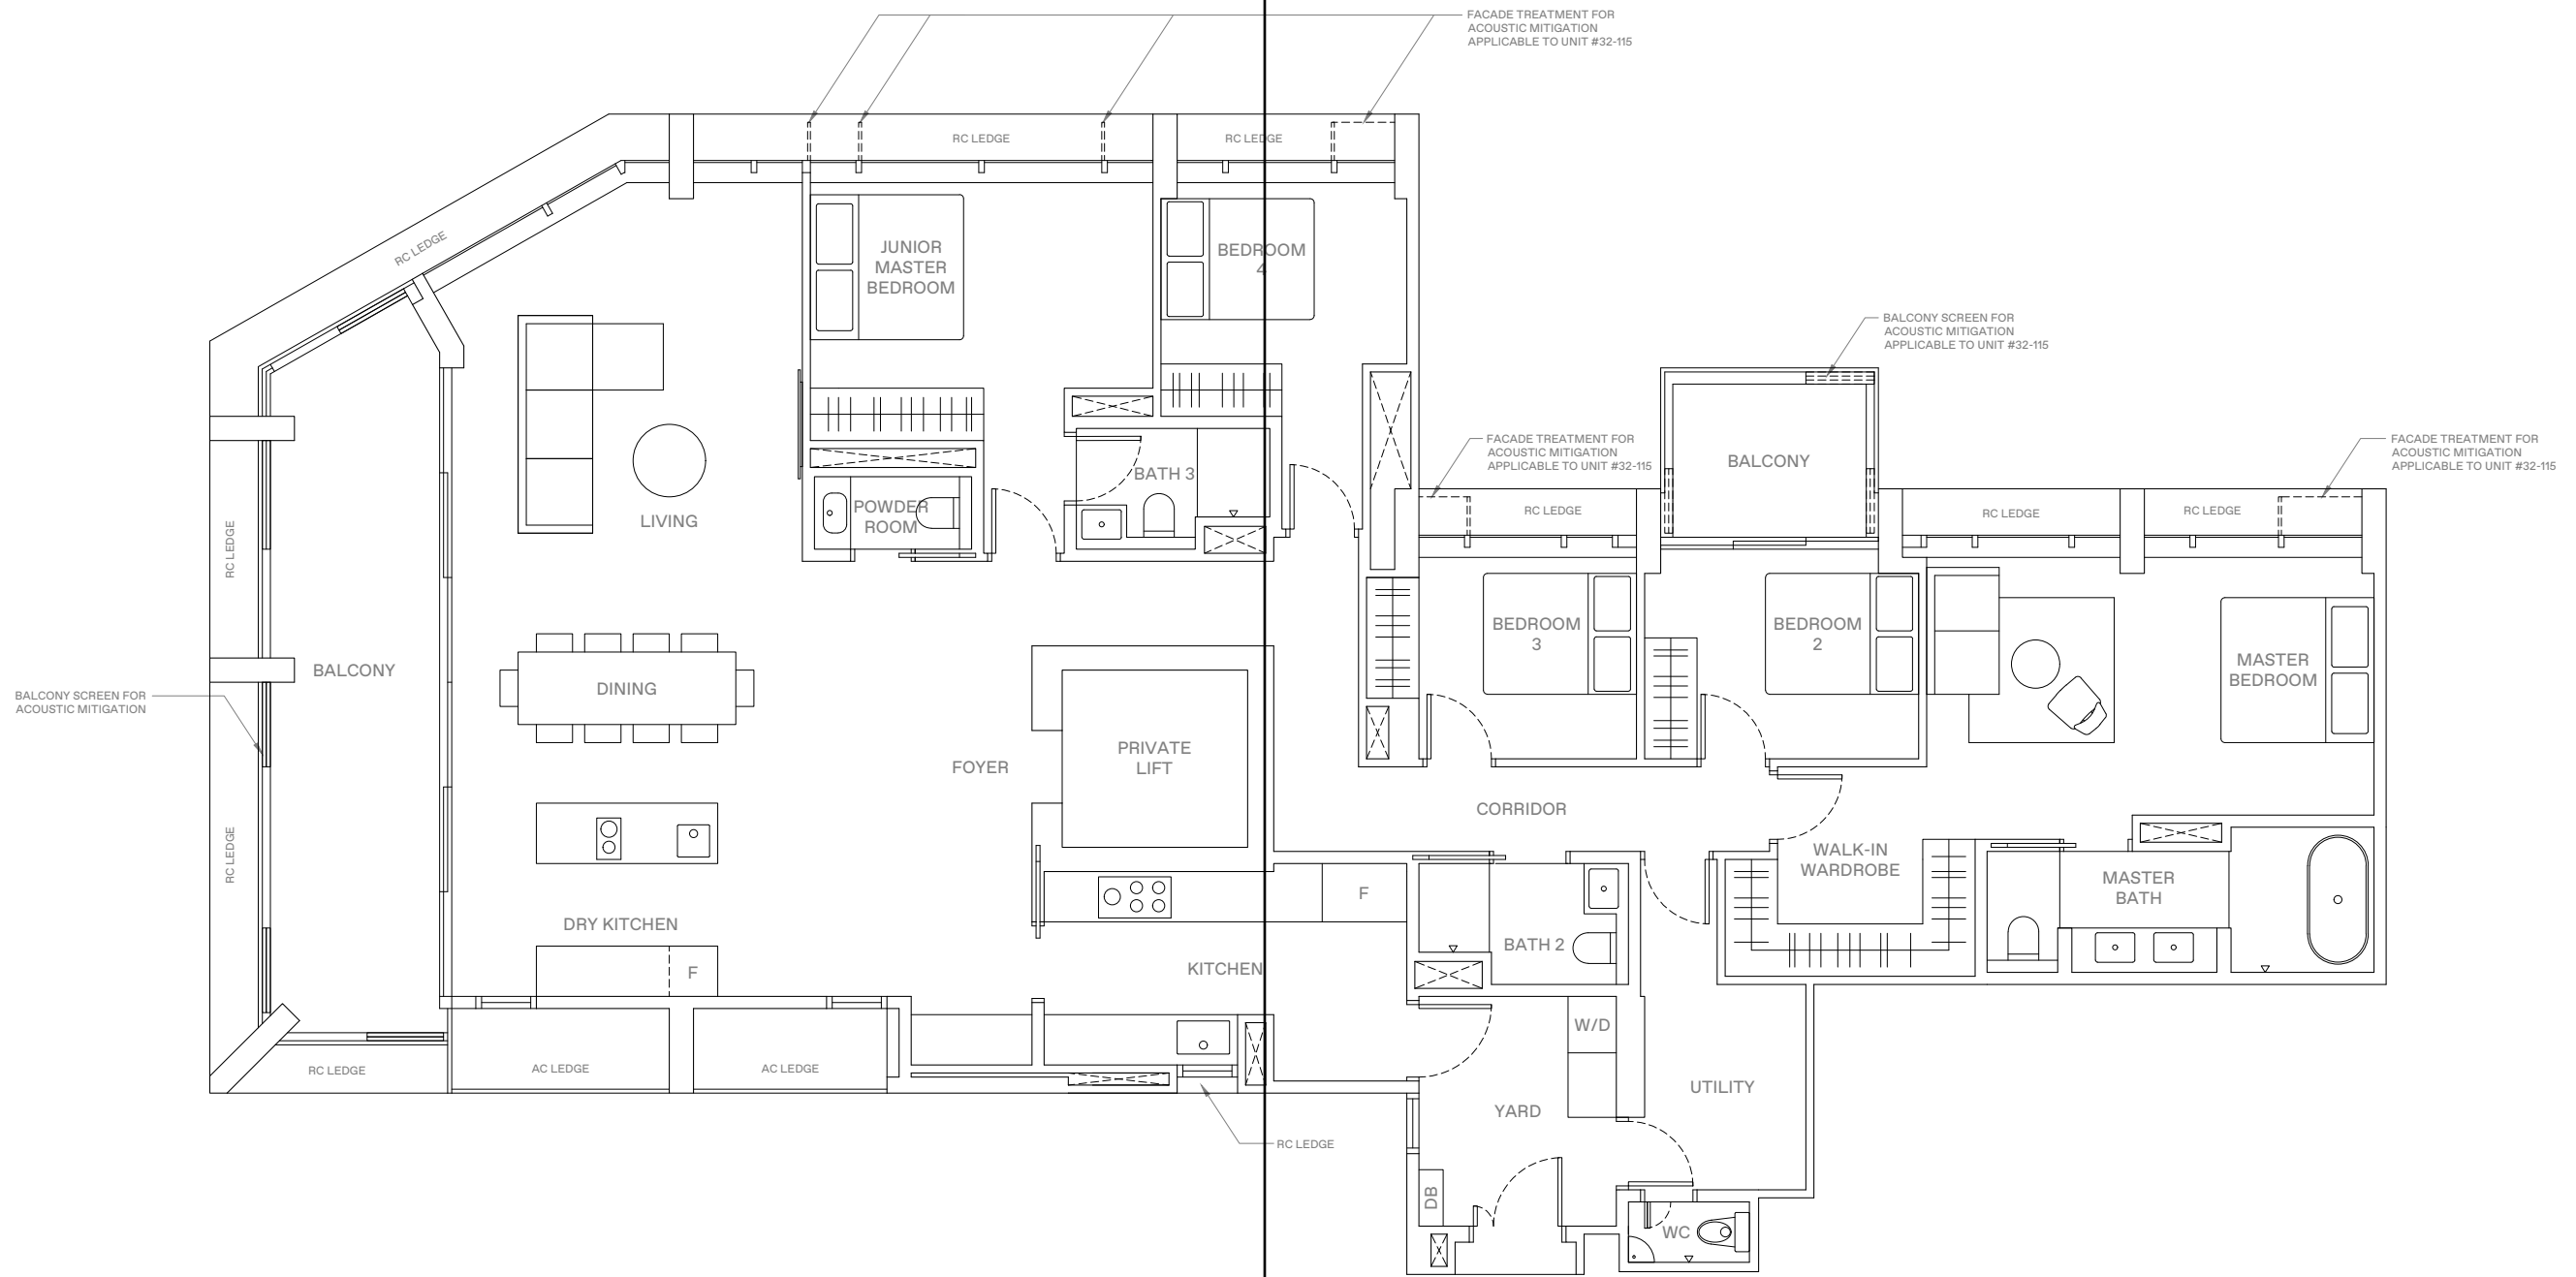 FACADE TREATMENT FOR
ACOUSTIC MITIGATION
APPLICABLE TO UNIT #32-115
RC LEDGE
RC LEDGE
RC LEDGE
JUNIOR
MASTER
BEDROOM
BEDROOM
4
BALCONY SCREEN FOR
ACOUSTIC MITIGATION
APPLICABLE TO UNIT #32-115
FACADE TREATMENT FOR
ACOUSTIC MITIGATION
APPLICABLE TO UNIT #32-115
BALCONY
FACADE TREATMENT FOR
ACOUSTIC MITIGATION
APPLICABLE TO UNIT #32-115
BATH 3
POWDER
ROOM
LIVING
RC LEDGE
RC LEDGE
RC LEDGE
RC LEDGE
BEDROOM
3
BEDROOM
2
MASTER
BEDROOM
BALCONY
DINING
BALCONY SCREEN FOR
ACOUSTIC MITIGATION
PRIVATE
LIFT
FOYER
CORRIDOR
RC LEDGE
WALK-IN
WARDROBE
MASTER
BATH
F
DRY KITCHEN
BATH 2
F
KITCHEN
W/D
RC LEDGE
AC LEDGE
AC LEDGE
UTILITY
YARD
RC LEDGE
DB
WC